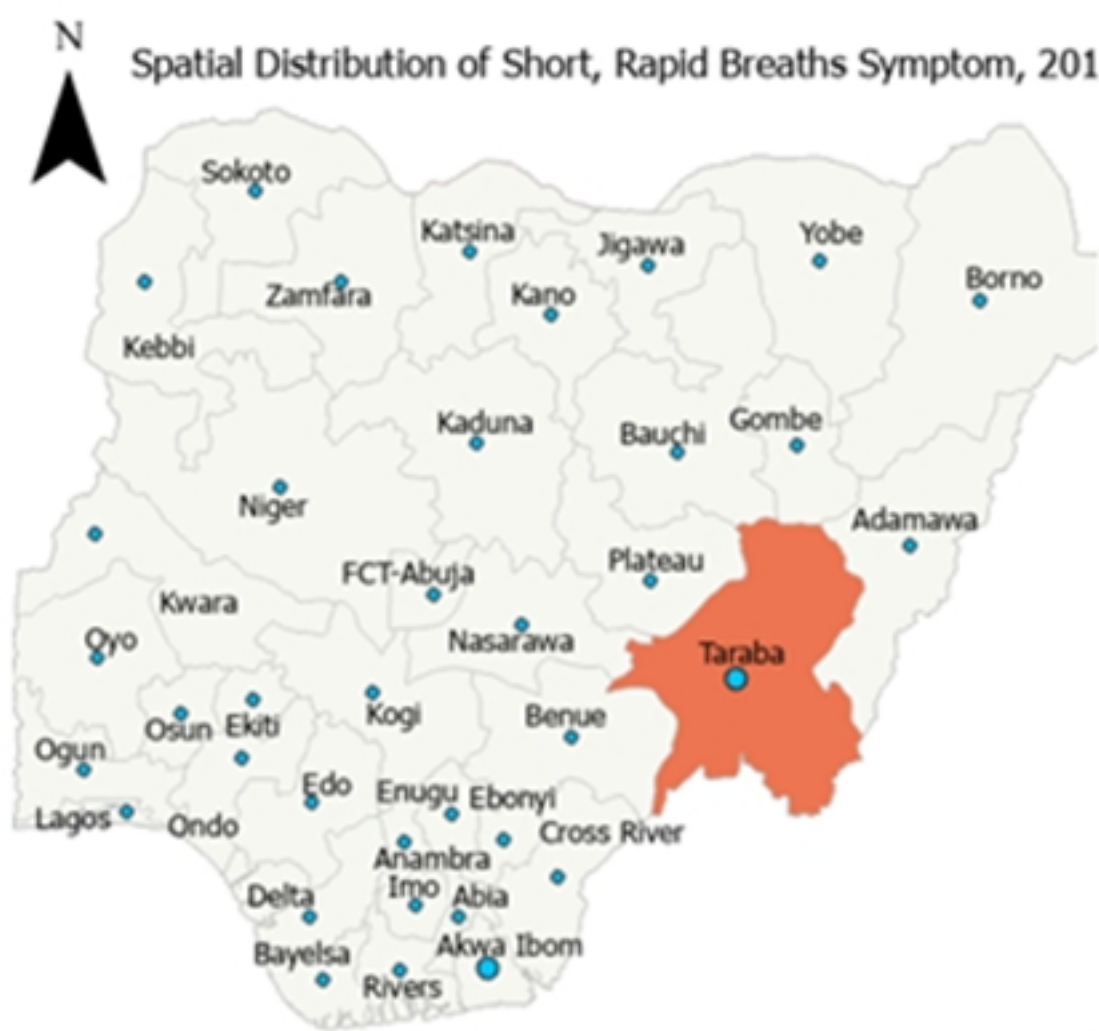 N
Spatial Distribution of Short, Rapid Breaths Symptom, 201
Sokoto
Katsina
Jigawa
Yobe
Borno
Zamfara
Kano
Kebbi
Kaduna
Bauchi
Gombe
Niger
Adamawa
FCT-Abuja
Plateau
Kwara
Oyo
Nasarawa
Taraba
Osun
Ekiti
Kogi
Benue
Ogun
Edo
Enugu
Ebonyi
Lagos
Ondo
Cross River
Anambra
Imo
Abia
Delta
Akwa Ibom
Bayelsa
Rivers